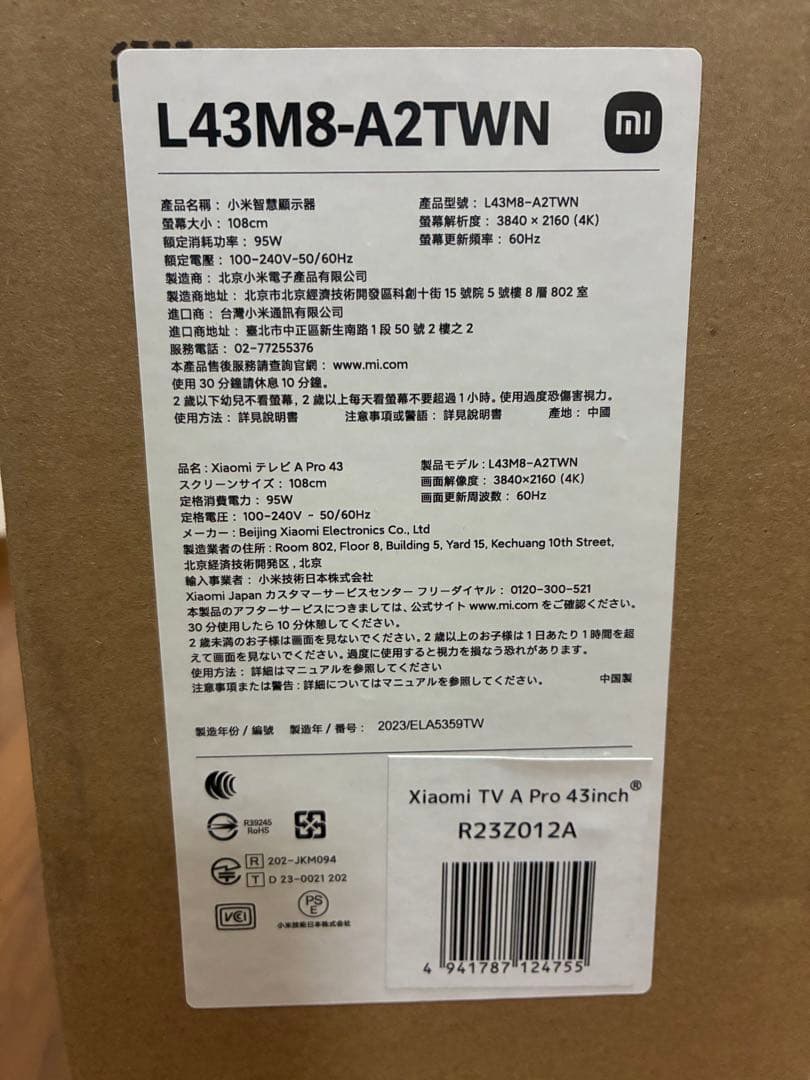 L43M8-A2TWN
mi
產品名稱：小米智慧顯示器
產品型號：L43M8-A2TWN
螢幕大小：108cm
螢幕解析度：3840 × 2160 (4K)
額定消耗功率：95W
螢幕更新頻率：60Hz
額定電壓：100-240V~50/60Hz
製造商：北京小米電子產品有限公司
製造商地址：北京市北京經濟技術開發區科創十街 15 號院 5 號樓 8 層 802 室
進口商：台灣小米通訊有限公司
進口商地址：臺北市中正區新生南路 1 段 50 號 2 樓之 2
服務電話：02-77255376
本產品售後服務請查詢官網：www.mi.com
使用 30 分鐘請休息 10 分鐘。
2 歲以下幼兒不看螢幕，2 歲以上每天看螢幕不要超過 1 小時。使用過度恐傷害視力。
使用方法：詳見說明書 注意事項或警語：詳見說明書 產地：中國
品名：Xiaomi テレビ A Pro 43
製品モデル：L43M8-A2TWN
スクリーンサイズ：108cm
画面解像度：3840×2160 (4K)
定格消費電力：95W
画面更新周波数：60Hz
定格電圧：100-240V ~ 50/60Hz
メーカー：Beijing Xiaomi Electronics Co., Ltd
製造業者の住所：Room 802, Floor 8, Building 5, Yard 15, Kechuang 10th Street,
北京経済技術開発区，北京
輸入事業者：小米技術日本株式会社
Xiaomi Japan カスタマーサービスセンター フリーダイヤル：0120-300-521
本製品のアフターサービスにつきましては、公式サイト www.mi.com をご確認ください。
30 分使用したら 10 分休憩してください。
2 歳未満のお子様は画面を見ないでください。2 歳以上のお子様は 1 日あたり 1 時間を超
えて画面を見ないでください。過度に使用すると視力を損なう恐れがあります。
使用方法：詳細はマニュアルを参照してください
注意事項または警告：詳細についてはマニュアルを参照してください。 中国製
製造年份 / 編號 製造年 / 番号：2023/ELA5359TW
R39245
RoHS
R 202-JKM094
T D 23-0021 202
VCCI
PS
E
小米技術日本株式会社
Xiaomi TV A Pro 43inch®
R23Z012A
4 941787 124755